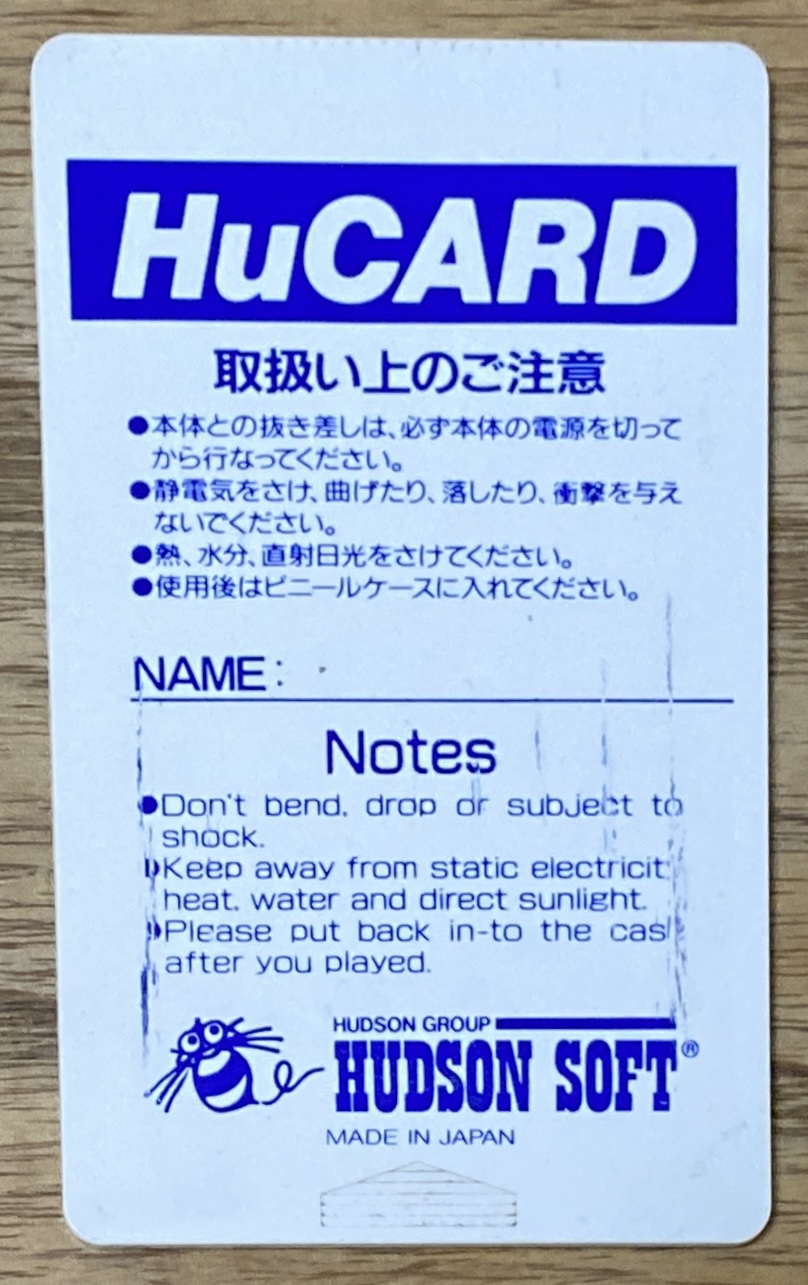 HuCARD
取扱い上のご注意
●本体との抜き差しは、必ず本体の電源を切って
から行なってください。
●静電気をさけ、曲げたり、落したり、衝撃を与え
ないでください。
●熱、水分、直射日光をさけてください。
●使用後はビニールケースに入れてください。
NAME:
Notes
●Don't bend, drop or subject to
shock.
●Keep away from static electricit
heat, water and direct sunlight.
●Please put back in-to the cas
after you played.
HUDSON GROUP
HUDSON SOFT®
MADE IN JAPAN